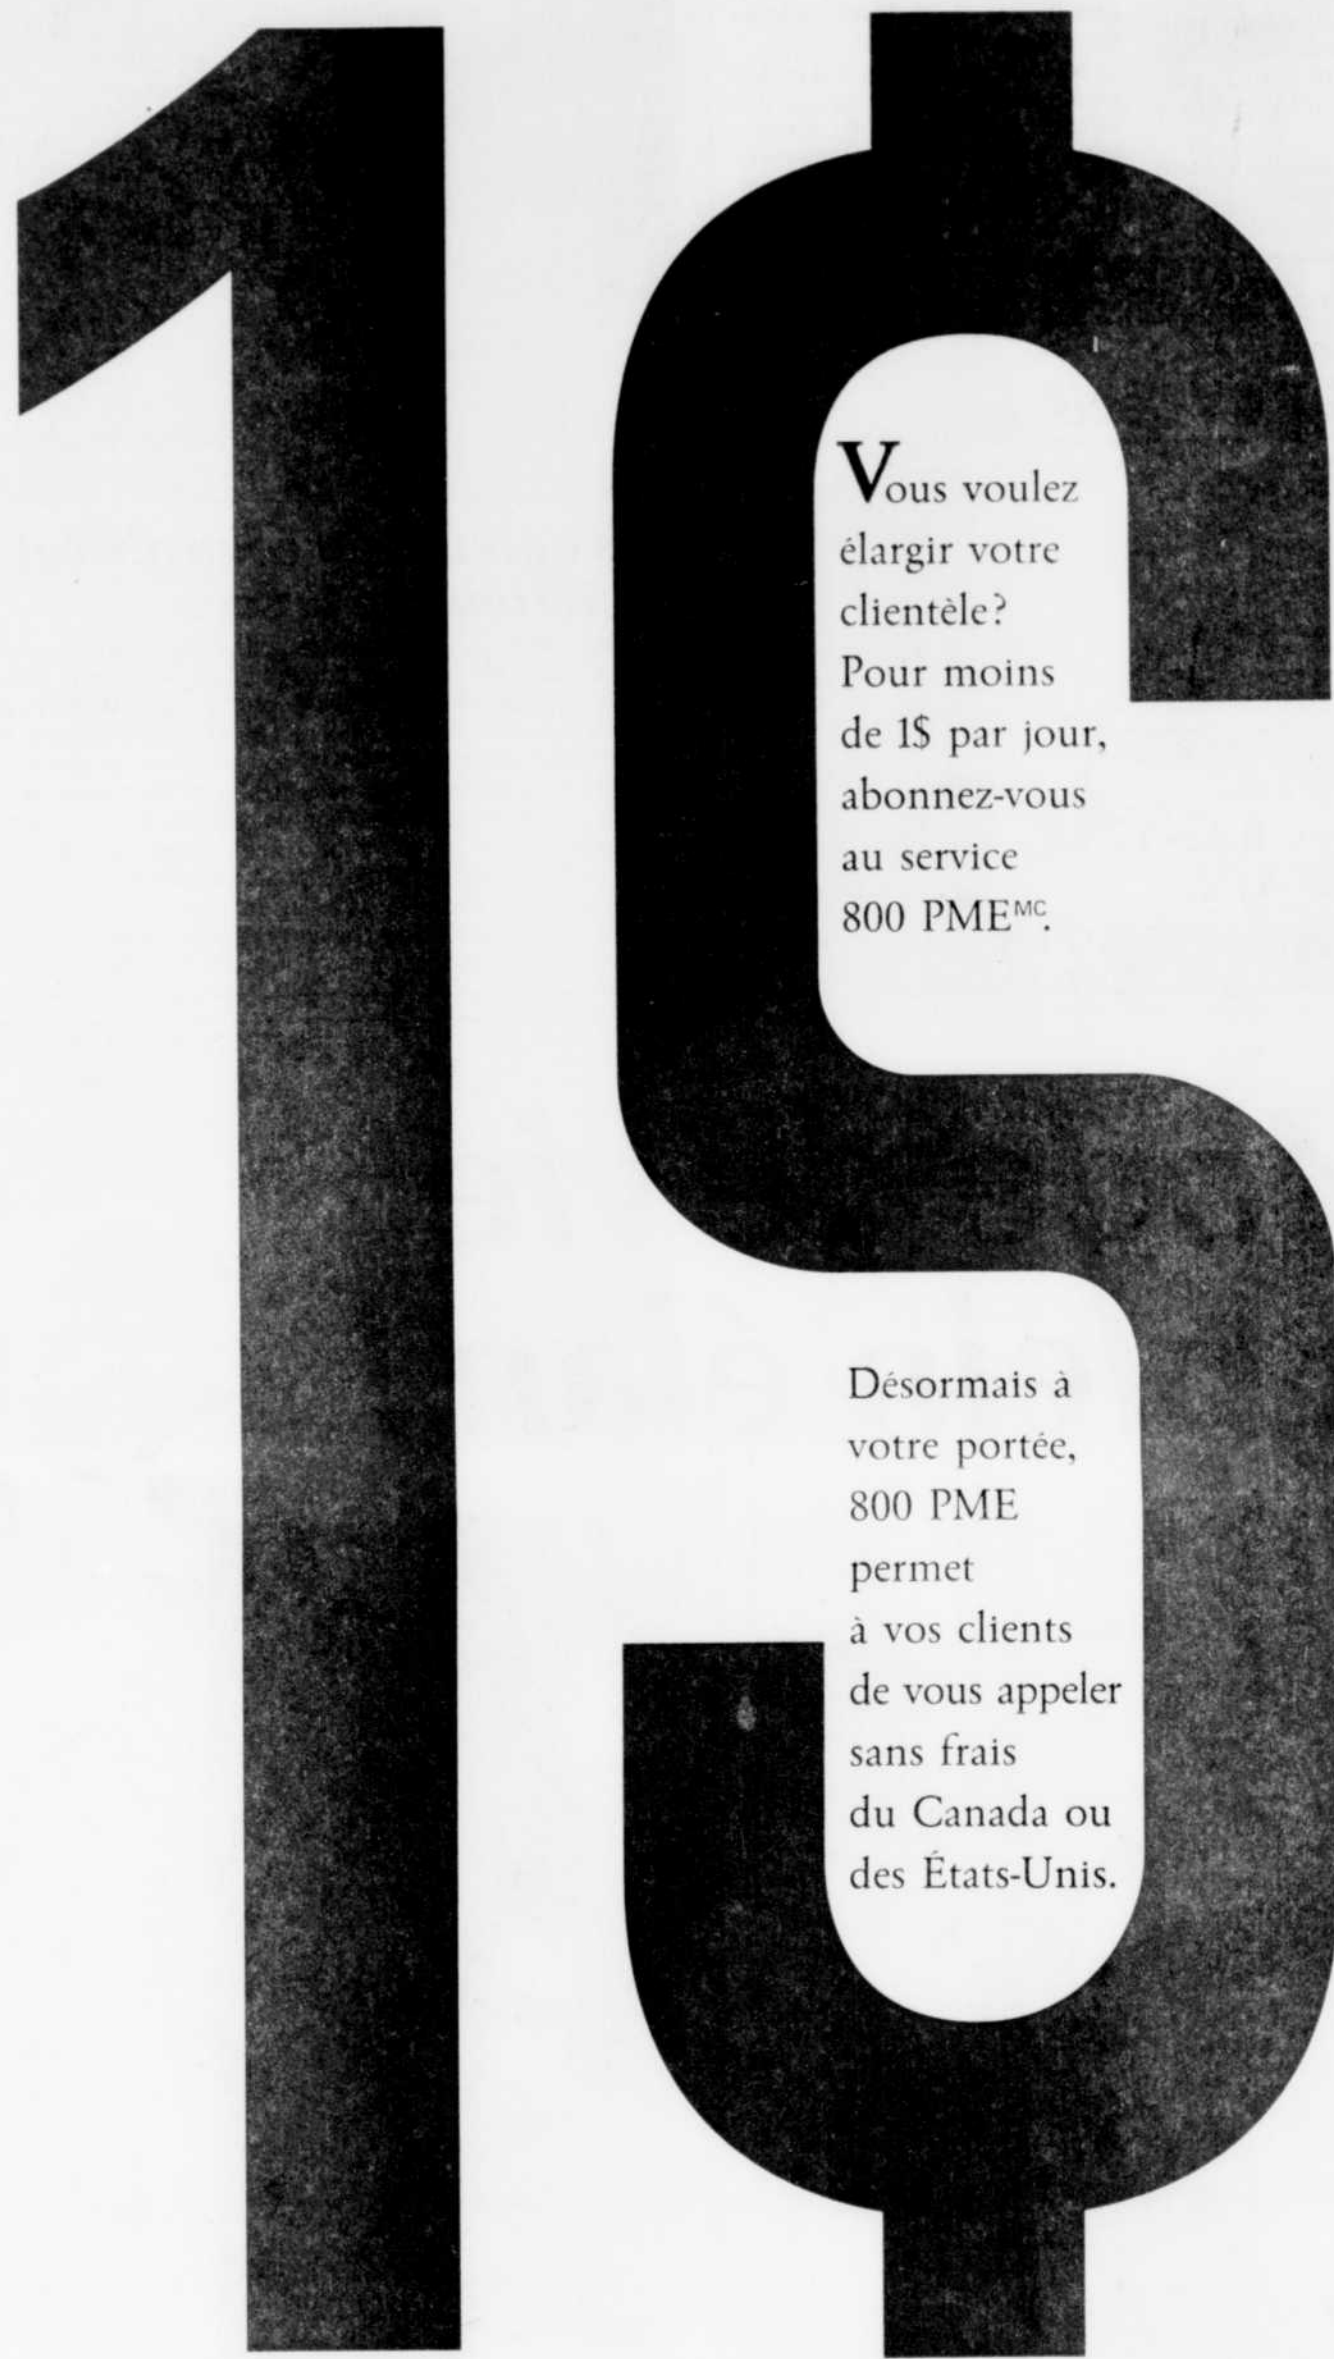 1$
Vous voulez
élargir votre
clientèle?
Pour moins
de 1$ par jour,
abonnez-vous
au service
800 PMEᴹᶜ.
Désormais à
votre portée,
800 PME
permet
à vos clients
de vous appeler
sans frais
du Canada ou
des États-Unis.